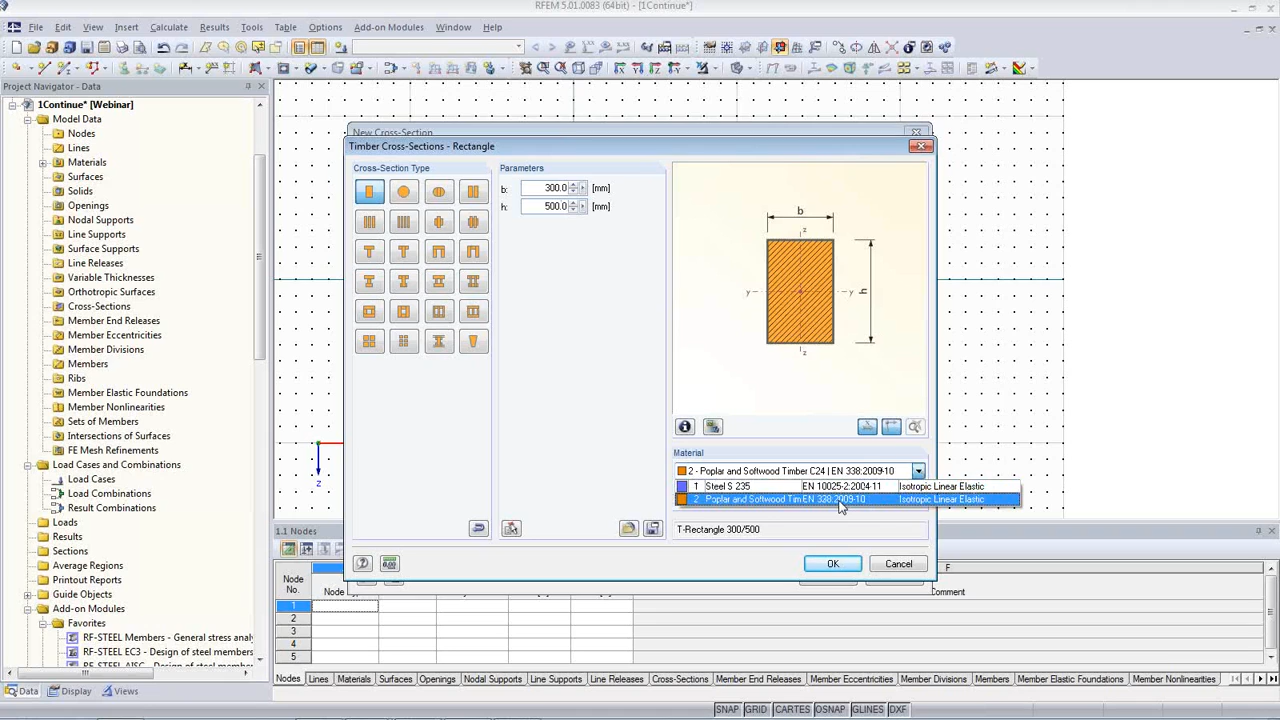 RFEM 5.01.0083 (64bit) - [1Continue*]
File Edit View Insert Calculate Results Tools Table Options Add-on Modules Window Help
Project Navigator - Data
1Continue* [Webinar]
Model Data
Nodes
Lines
Materials
Surfaces
Solids
Openings
Nodal Supports
Line Supports
Surface Supports
Line Releases
Variable Thicknesses
Orthotropic Surfaces
Cross-Sections
Member End Releases
Member Eccentricities
Member Divisions
Members
Ribs
Member Elastic Foundations
Member Nonlinearities
Sets of Members
Intersections of Surfaces
FE Mesh Refinements
Load Cases and Combinations
Load Cases
Load Combinations
Result Combinations
Loads
Results
Sections
Average Regions
Printout Reports
Guide Objects
Add-on Modules
Favorites
RF-STEEL Members - General stress anal
RF-STEEL EC3 - Design of steel member
Data Display Views
New Cross-Section
Timber Cross-Sections - Rectangle
Cross-Section Type
Parameters
b: 300.0 [mm]
h: 500.0 [mm]
b
z
y y
h
z
Material
2 - Poplar and Softwood Timber C24 | EN 338:2009-10
1 Steel S 235 EN 10025-2:2004-11 Isotropic Linear Elastic
2 Poplar and Softwood Tim EN 338:2009-10 Isotropic Linear Elastic
T-Rectangle 300/500
OK Cancel
z
1.1 Nodes
F
Node
No.
Comment
1
2
3
4
5
Nodes Lines Materials Surfaces Openings Nodal Supports Line Supports Line Releases Cross-Sections Member End Releases Member Eccentricities Member Divisions Members Member Elastic Foundations Member Nonlinearities
SNAP GRID CARTES OSNAP GLINES DXF